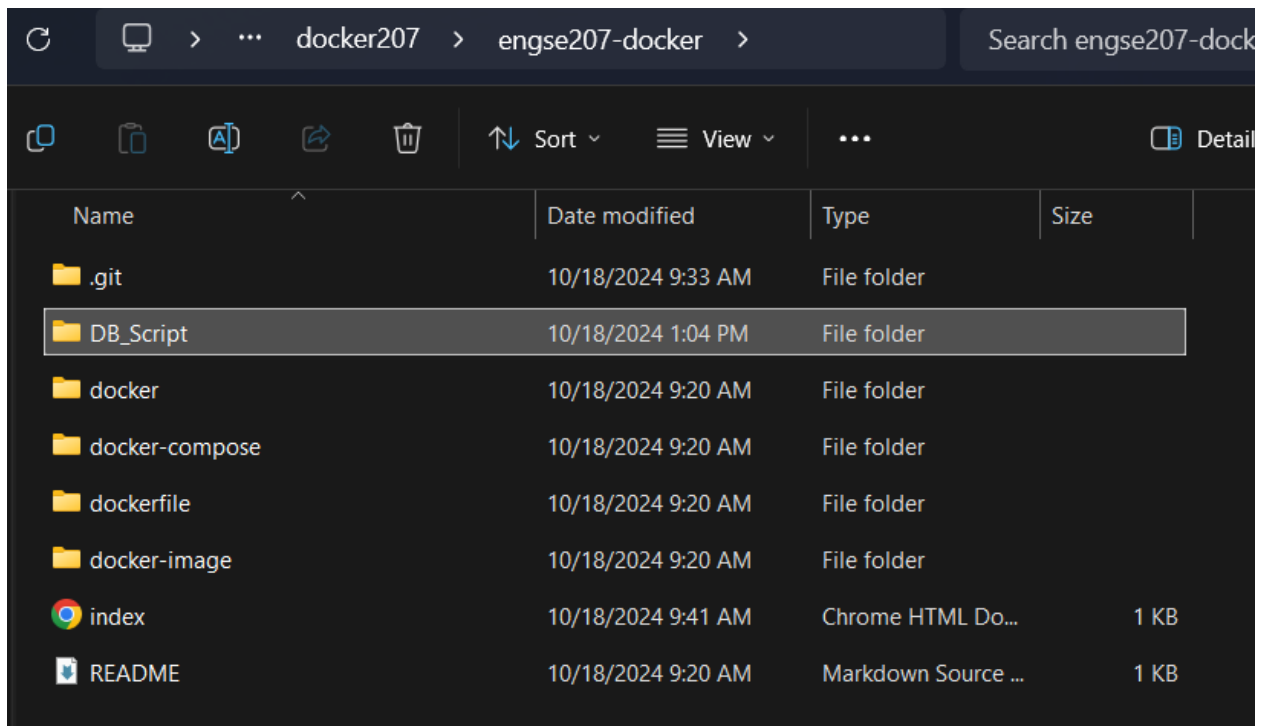 ··· docker207 > engse207-docker > Search engse207-dock
Sort View ··· Detail
Name Date modified Type Size
.git 10/18/2024 9:33 AM File folder
DB_Script 10/18/2024 1:04 PM File folder
docker 10/18/2024 9:20 AM File folder
docker-compose 10/18/2024 9:20 AM File folder
dockerfile 10/18/2024 9:20 AM File folder
docker-image 10/18/2024 9:20 AM File folder
index 10/18/2024 9:41 AM Chrome HTML Do... 1 KB
README 10/18/2024 9:20 AM Markdown Source ... 1 KB